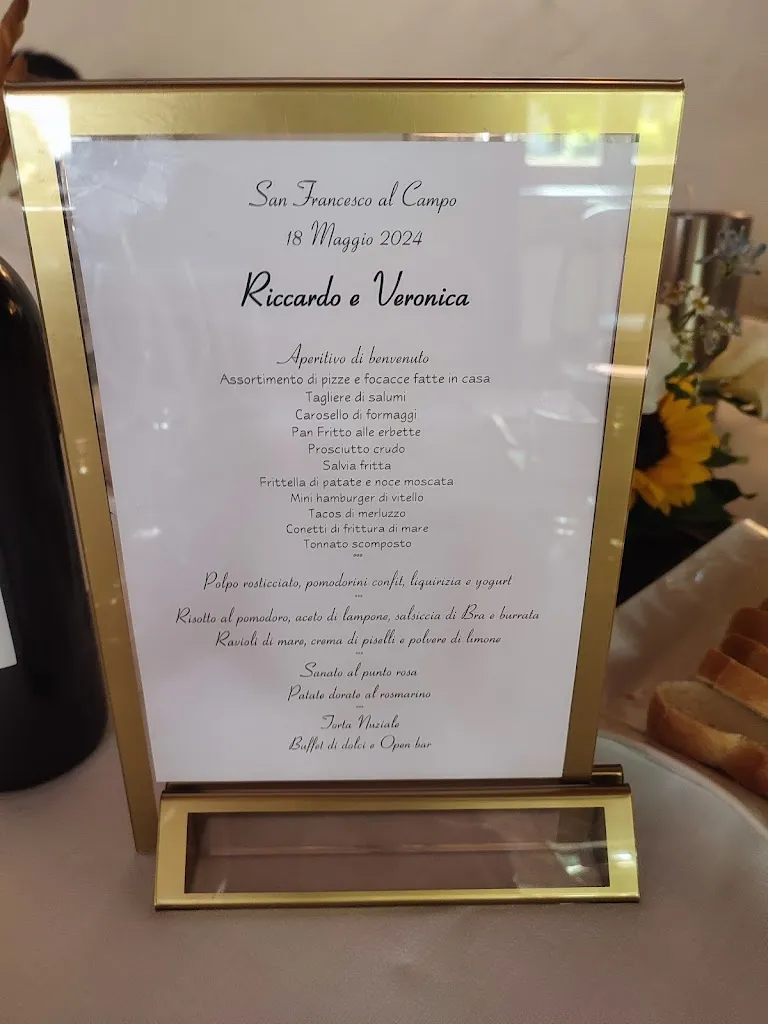 San Francesco al Campo
18 Maggio 2024
Riccardo e Veronica
Aperitivo di benvenuto
Assortimento di pizze e focacce fatte in casa
Tagliere di salumi
Carosello di formaggi
Pan Fritto alle erbette
Prosciutto crudo
Salvia fritta
Frittella di patate e noce moscata
Mini hamburger di vitello
Tacos di merluzzo
Conetti di frittura di mare
Tonnato scomposto
***
Polpo rosticciato, pomodorini confit, liquirizia e yogurt
***
Risotto al pomodoro, aceto di lampone, salsiccia di Bra e burrata
Ravioli di mare, crema di piselli e polvere di limone
***
Sanato al punto rosa
Patate dorate al rosmarino
***
Torta Nuziale
Buffet di dolci e Open bar